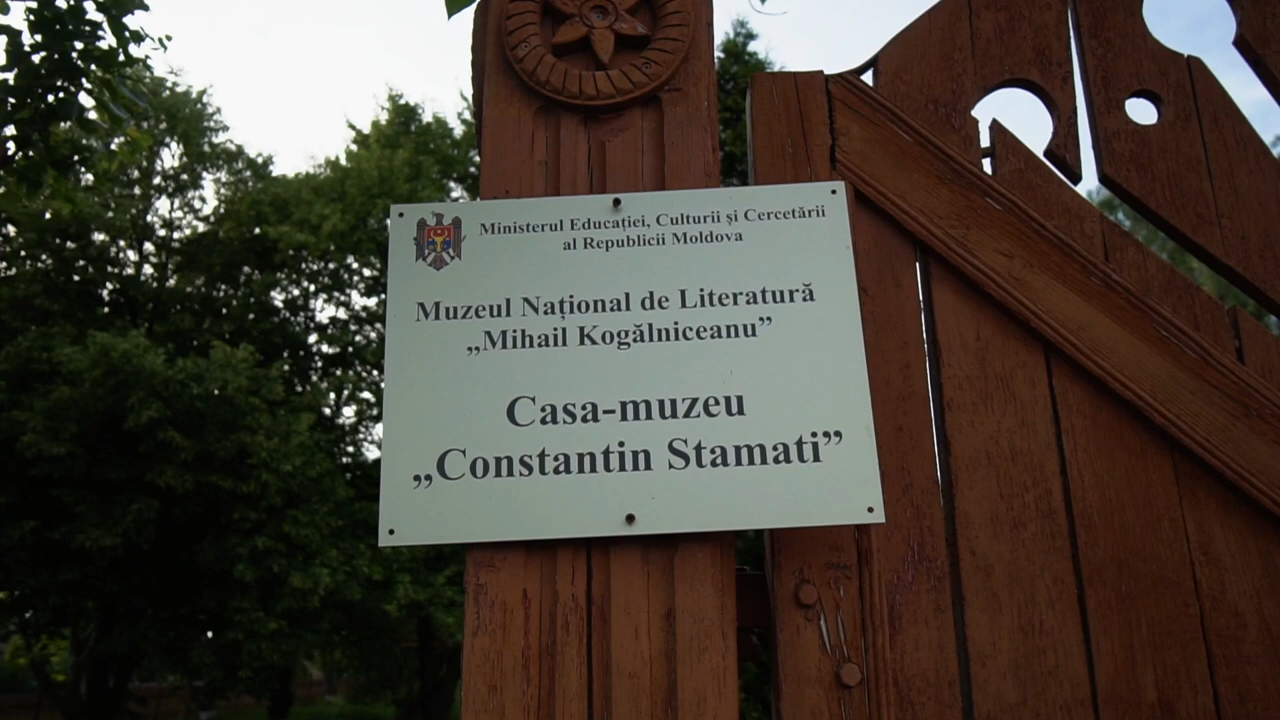 Ministerul Educației, Culturii și Cercetării
al Republicii Moldova
Muzeul Național de Literatură
„Mihail Kogălniceanu”
Casa-muzeu
„Constantin Stamati”